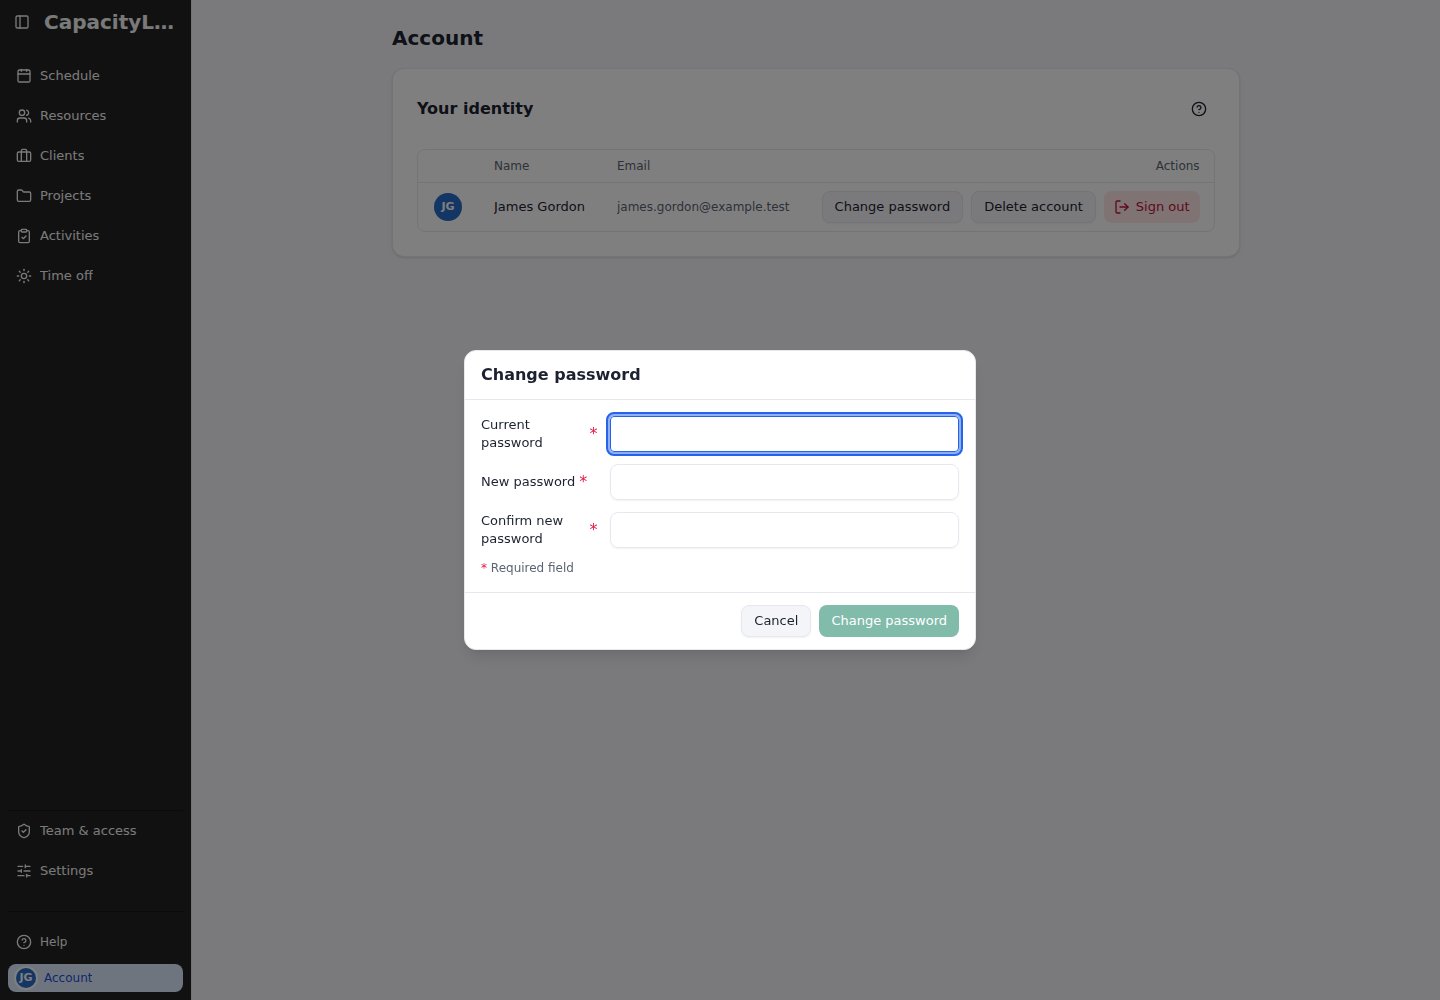 CapacityL...
Schedule
Resources
Clients
Projects
Activities
Time off
Team & access
Settings
Help
JG Account
Account
Your identity
Name Email Actions
JG James Gordon james.gordon@example.test Change password Delete account Sign out
Change password
Current
password *
New password *
Confirm new
password *
* Required field
Cancel Change password